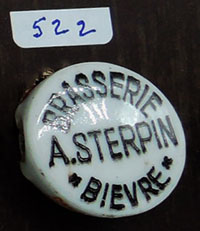 522
BRASSERIE
A.STERPIN
* BIEVRE *